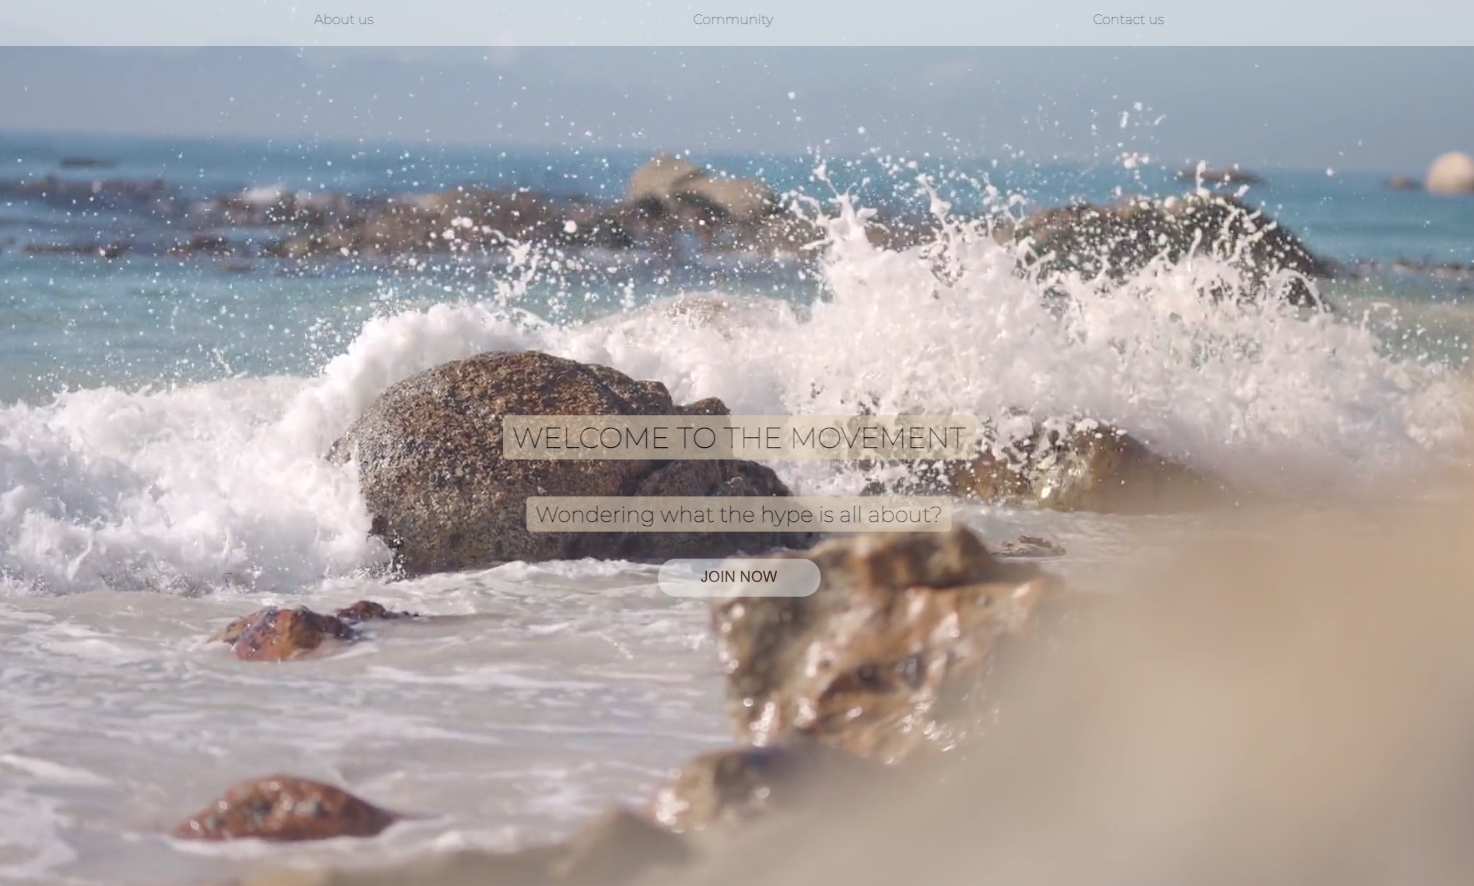 About us Community Contact us
WELCOME TO THE MOVEMENT
Wondering what the hype is all about?
JOIN NOW